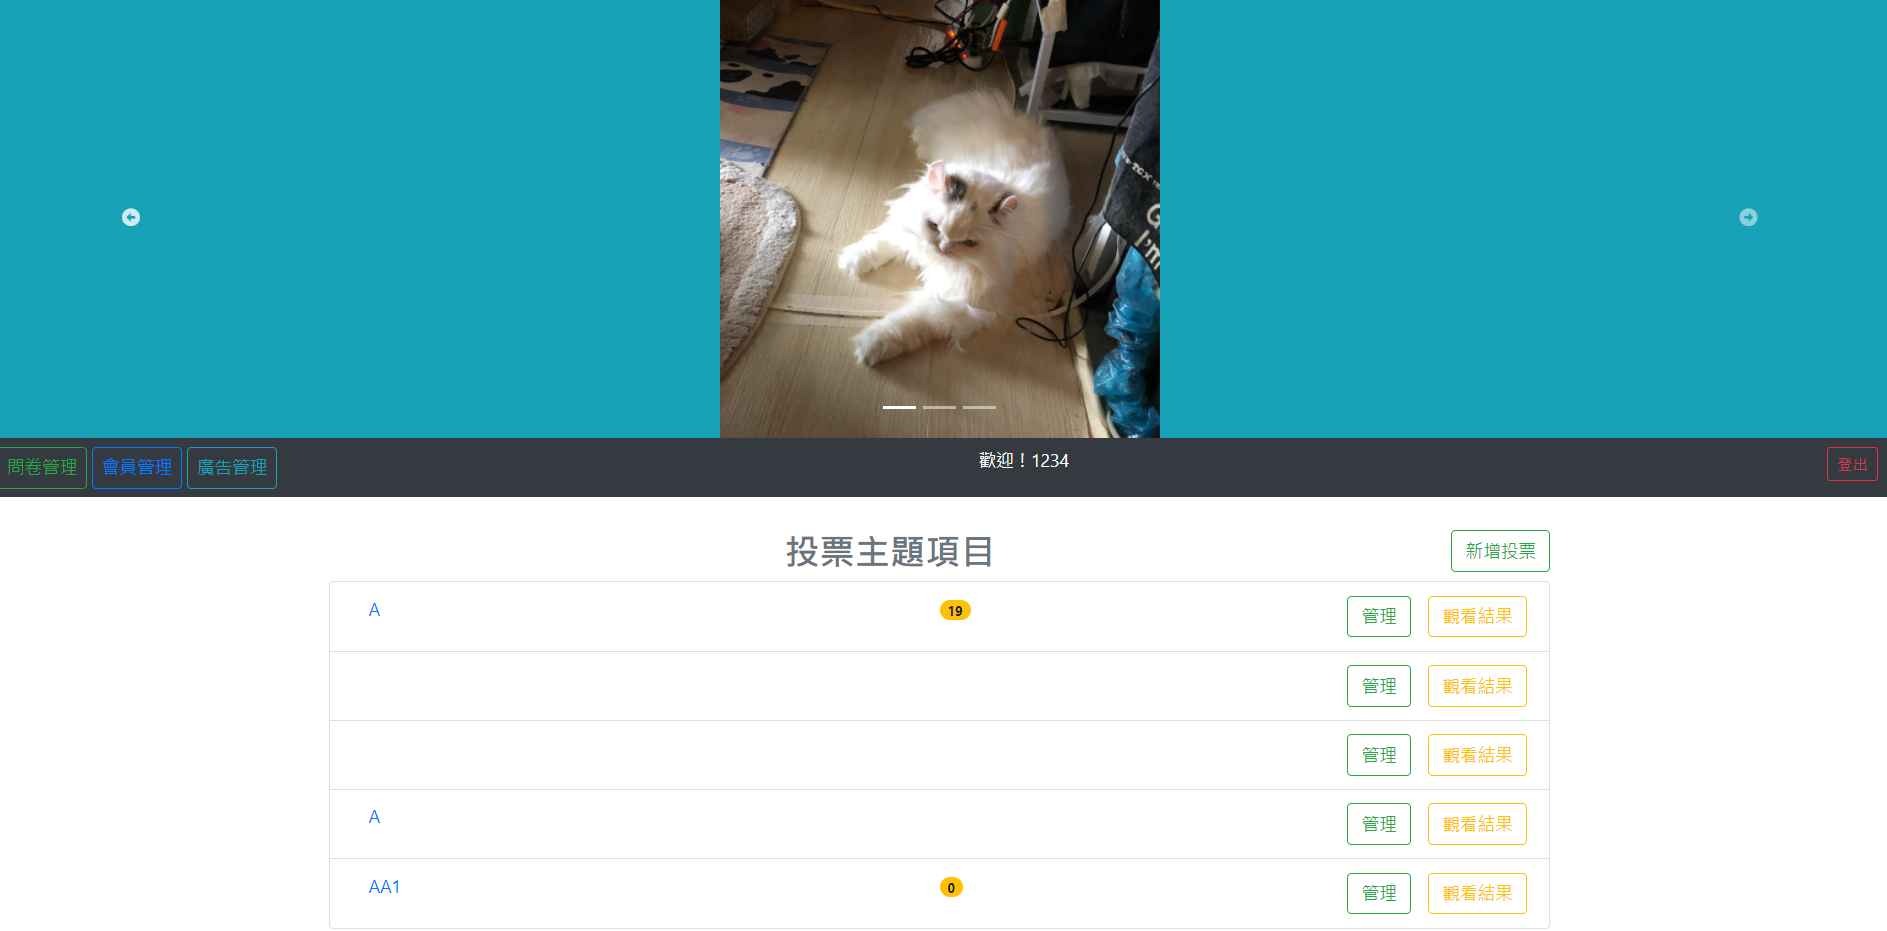 問卷管理 會員管理 廣告管理 歡迎！1234 登出
投票主題項目 新增投票
A 19 管理 觀看結果
管理 觀看結果
管理 觀看結果
A 管理 觀看結果
AA1 0 管理 觀看結果